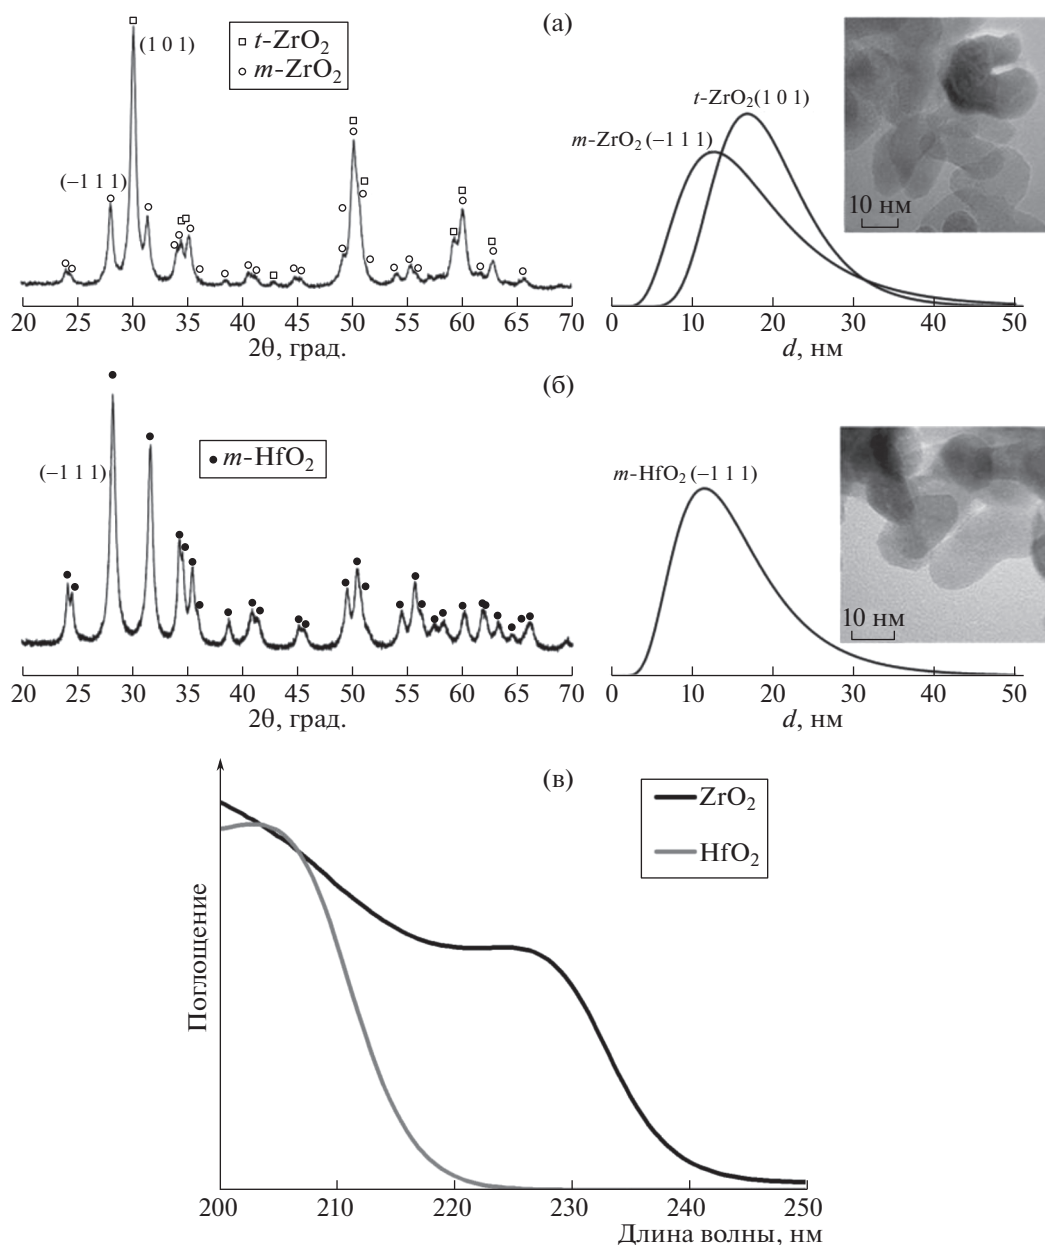 (а)
t-ZrO2
m-ZrO2
(1 0 1)
(–1 1 1)
20 25 30 35 40 45 50 55 60 65 70
2θ, град.
t-ZrO2(1 0 1)
m-ZrO2 (–1 1 1)
10 нм
0 10 20 30 40 50
d, нм
(б)
m-HfO2
(–1 1 1)
20 25 30 35 40 45 50 55 60 65 70
2θ, град.
m-HfO2 (–1 1 1)
10 нм
0 10 20 30 40 50
d, нм
(в)
ZrO2
HfO2
Поглощение
200 210 220 230 240 250
Длина волны, нм